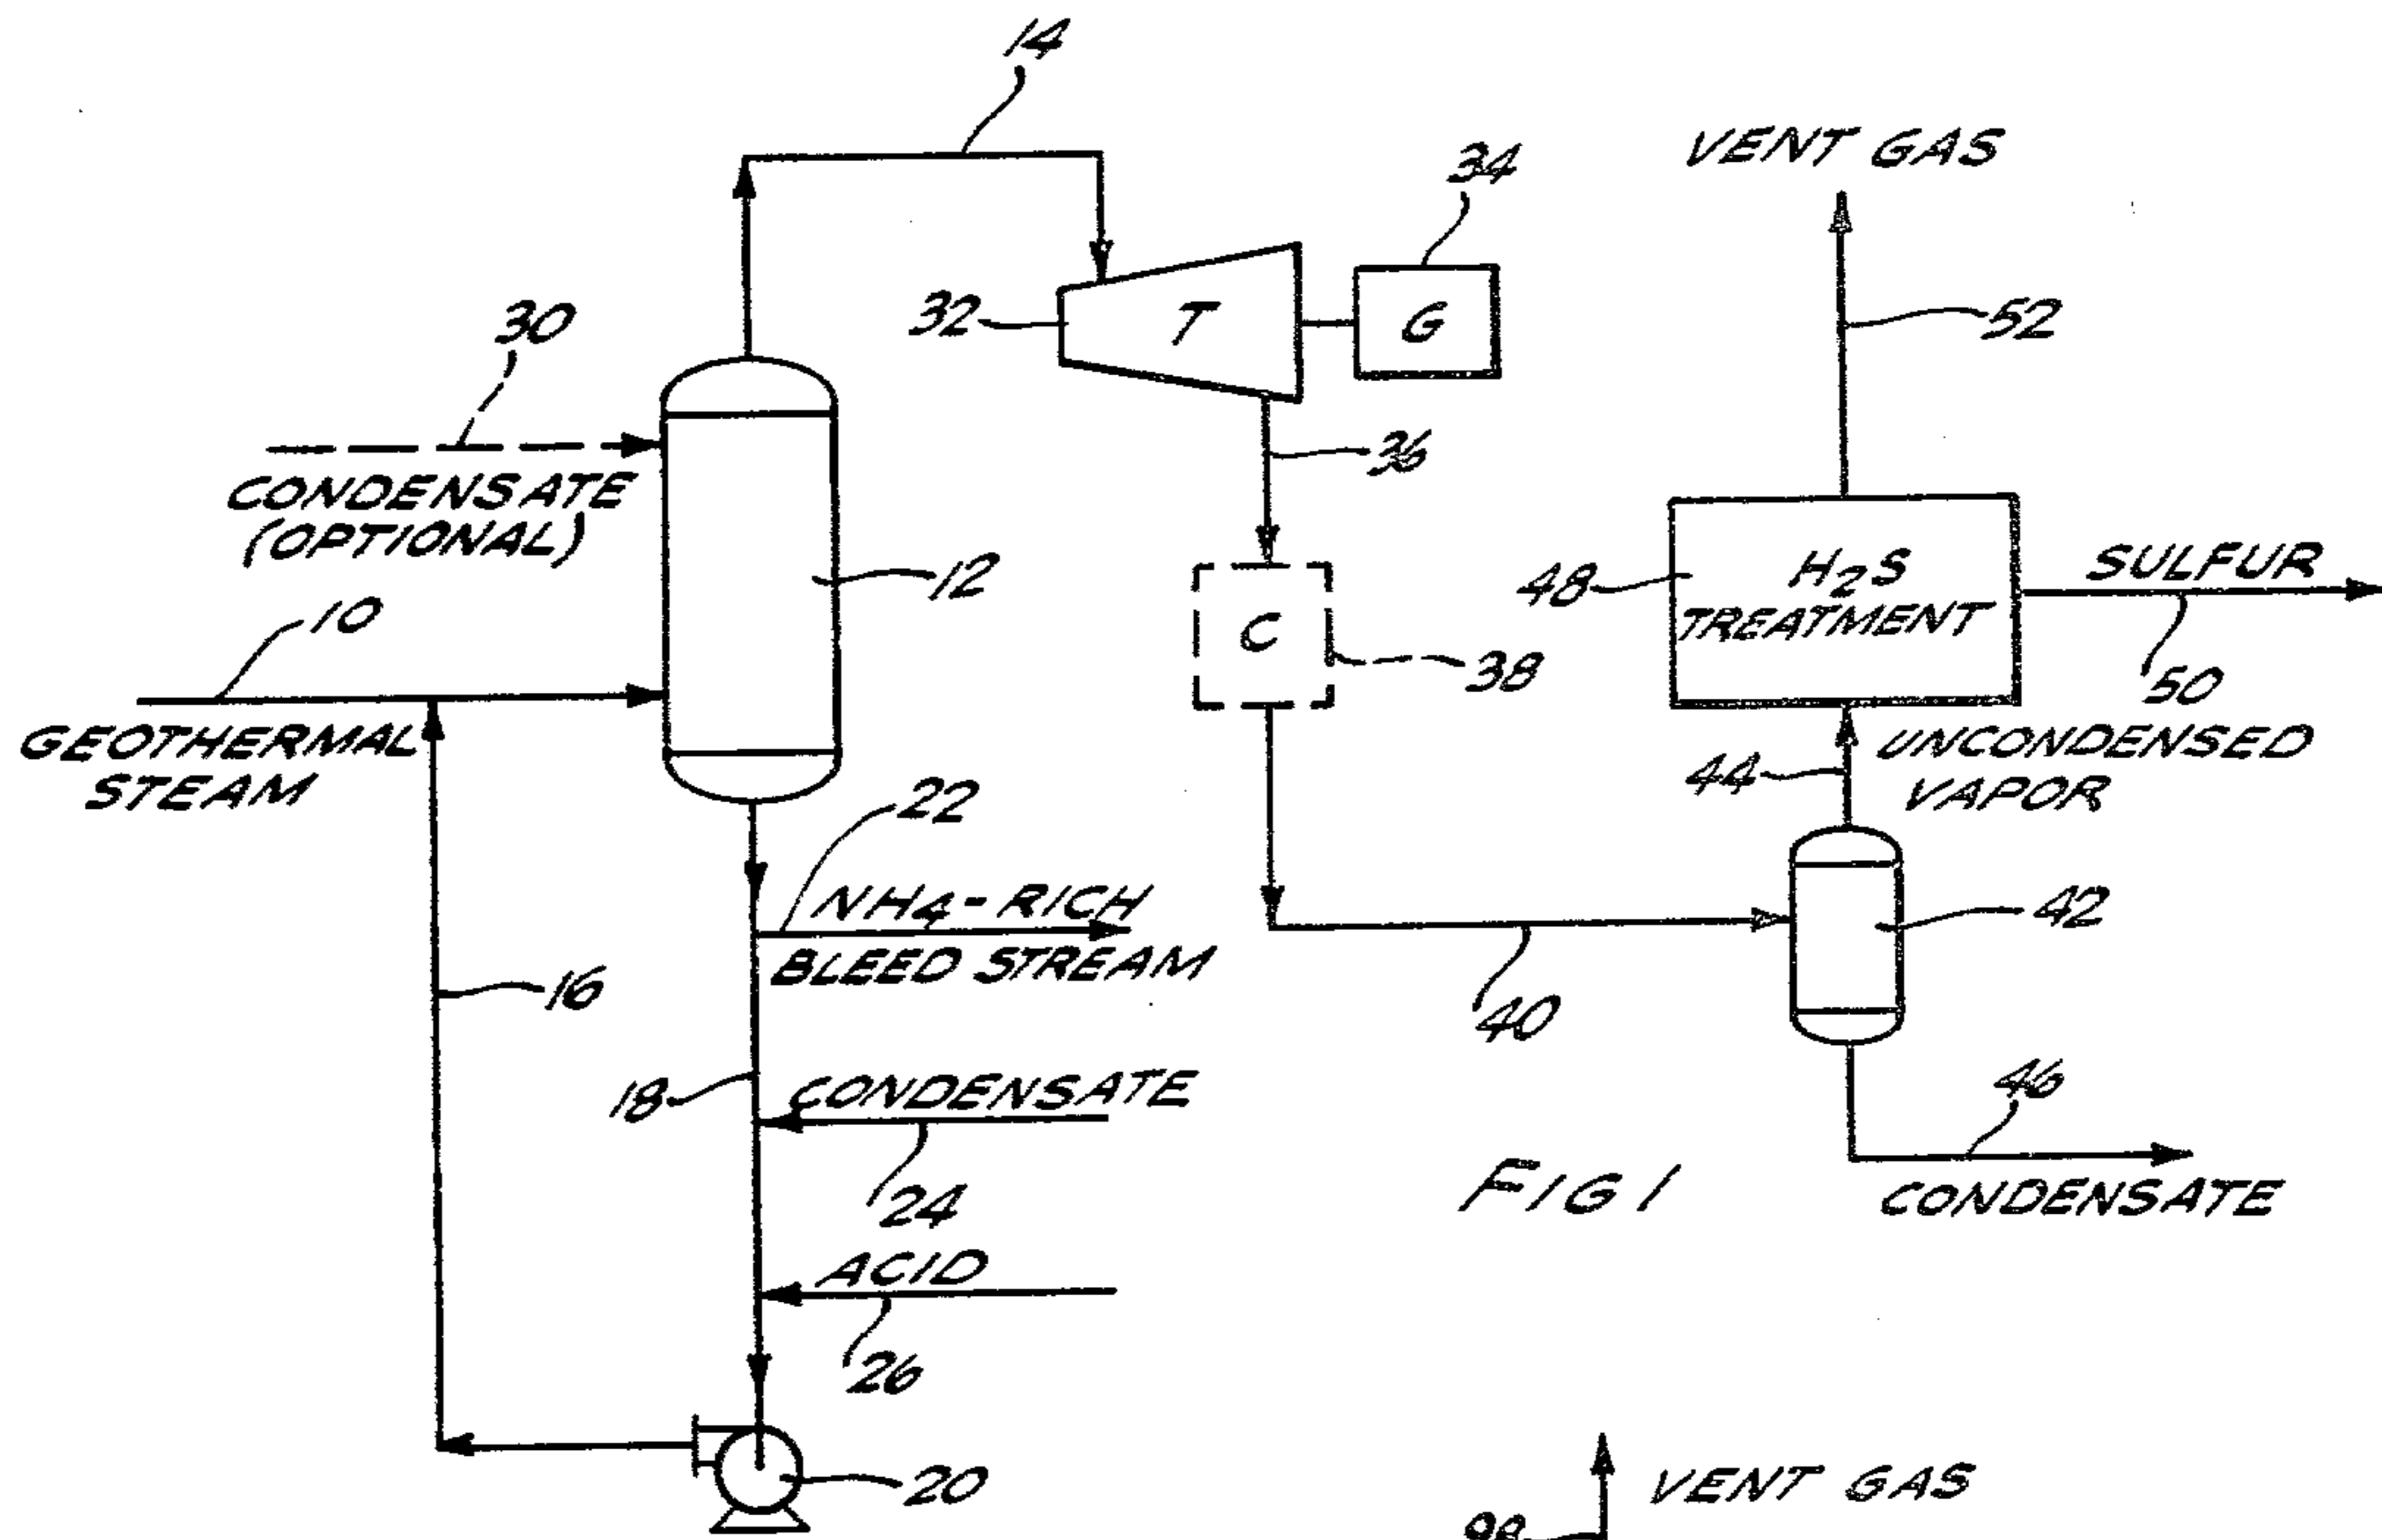 14
VENT GAS
34
30
32
T
G
52
CONDENSATE
(OPTIONAL)
36
12
10
48
H2S
TREATMENT
SULFUR
C
38
50
GEOTHERMAL
STEAM
44
UNCONDENSED
VAPOR
22
NH4-RICH
BLEED STREAM
42
16
40
18
CONDENSATE
46
24
FIG 1
CONDENSATE
ACID
26
20
VENT GAS
98